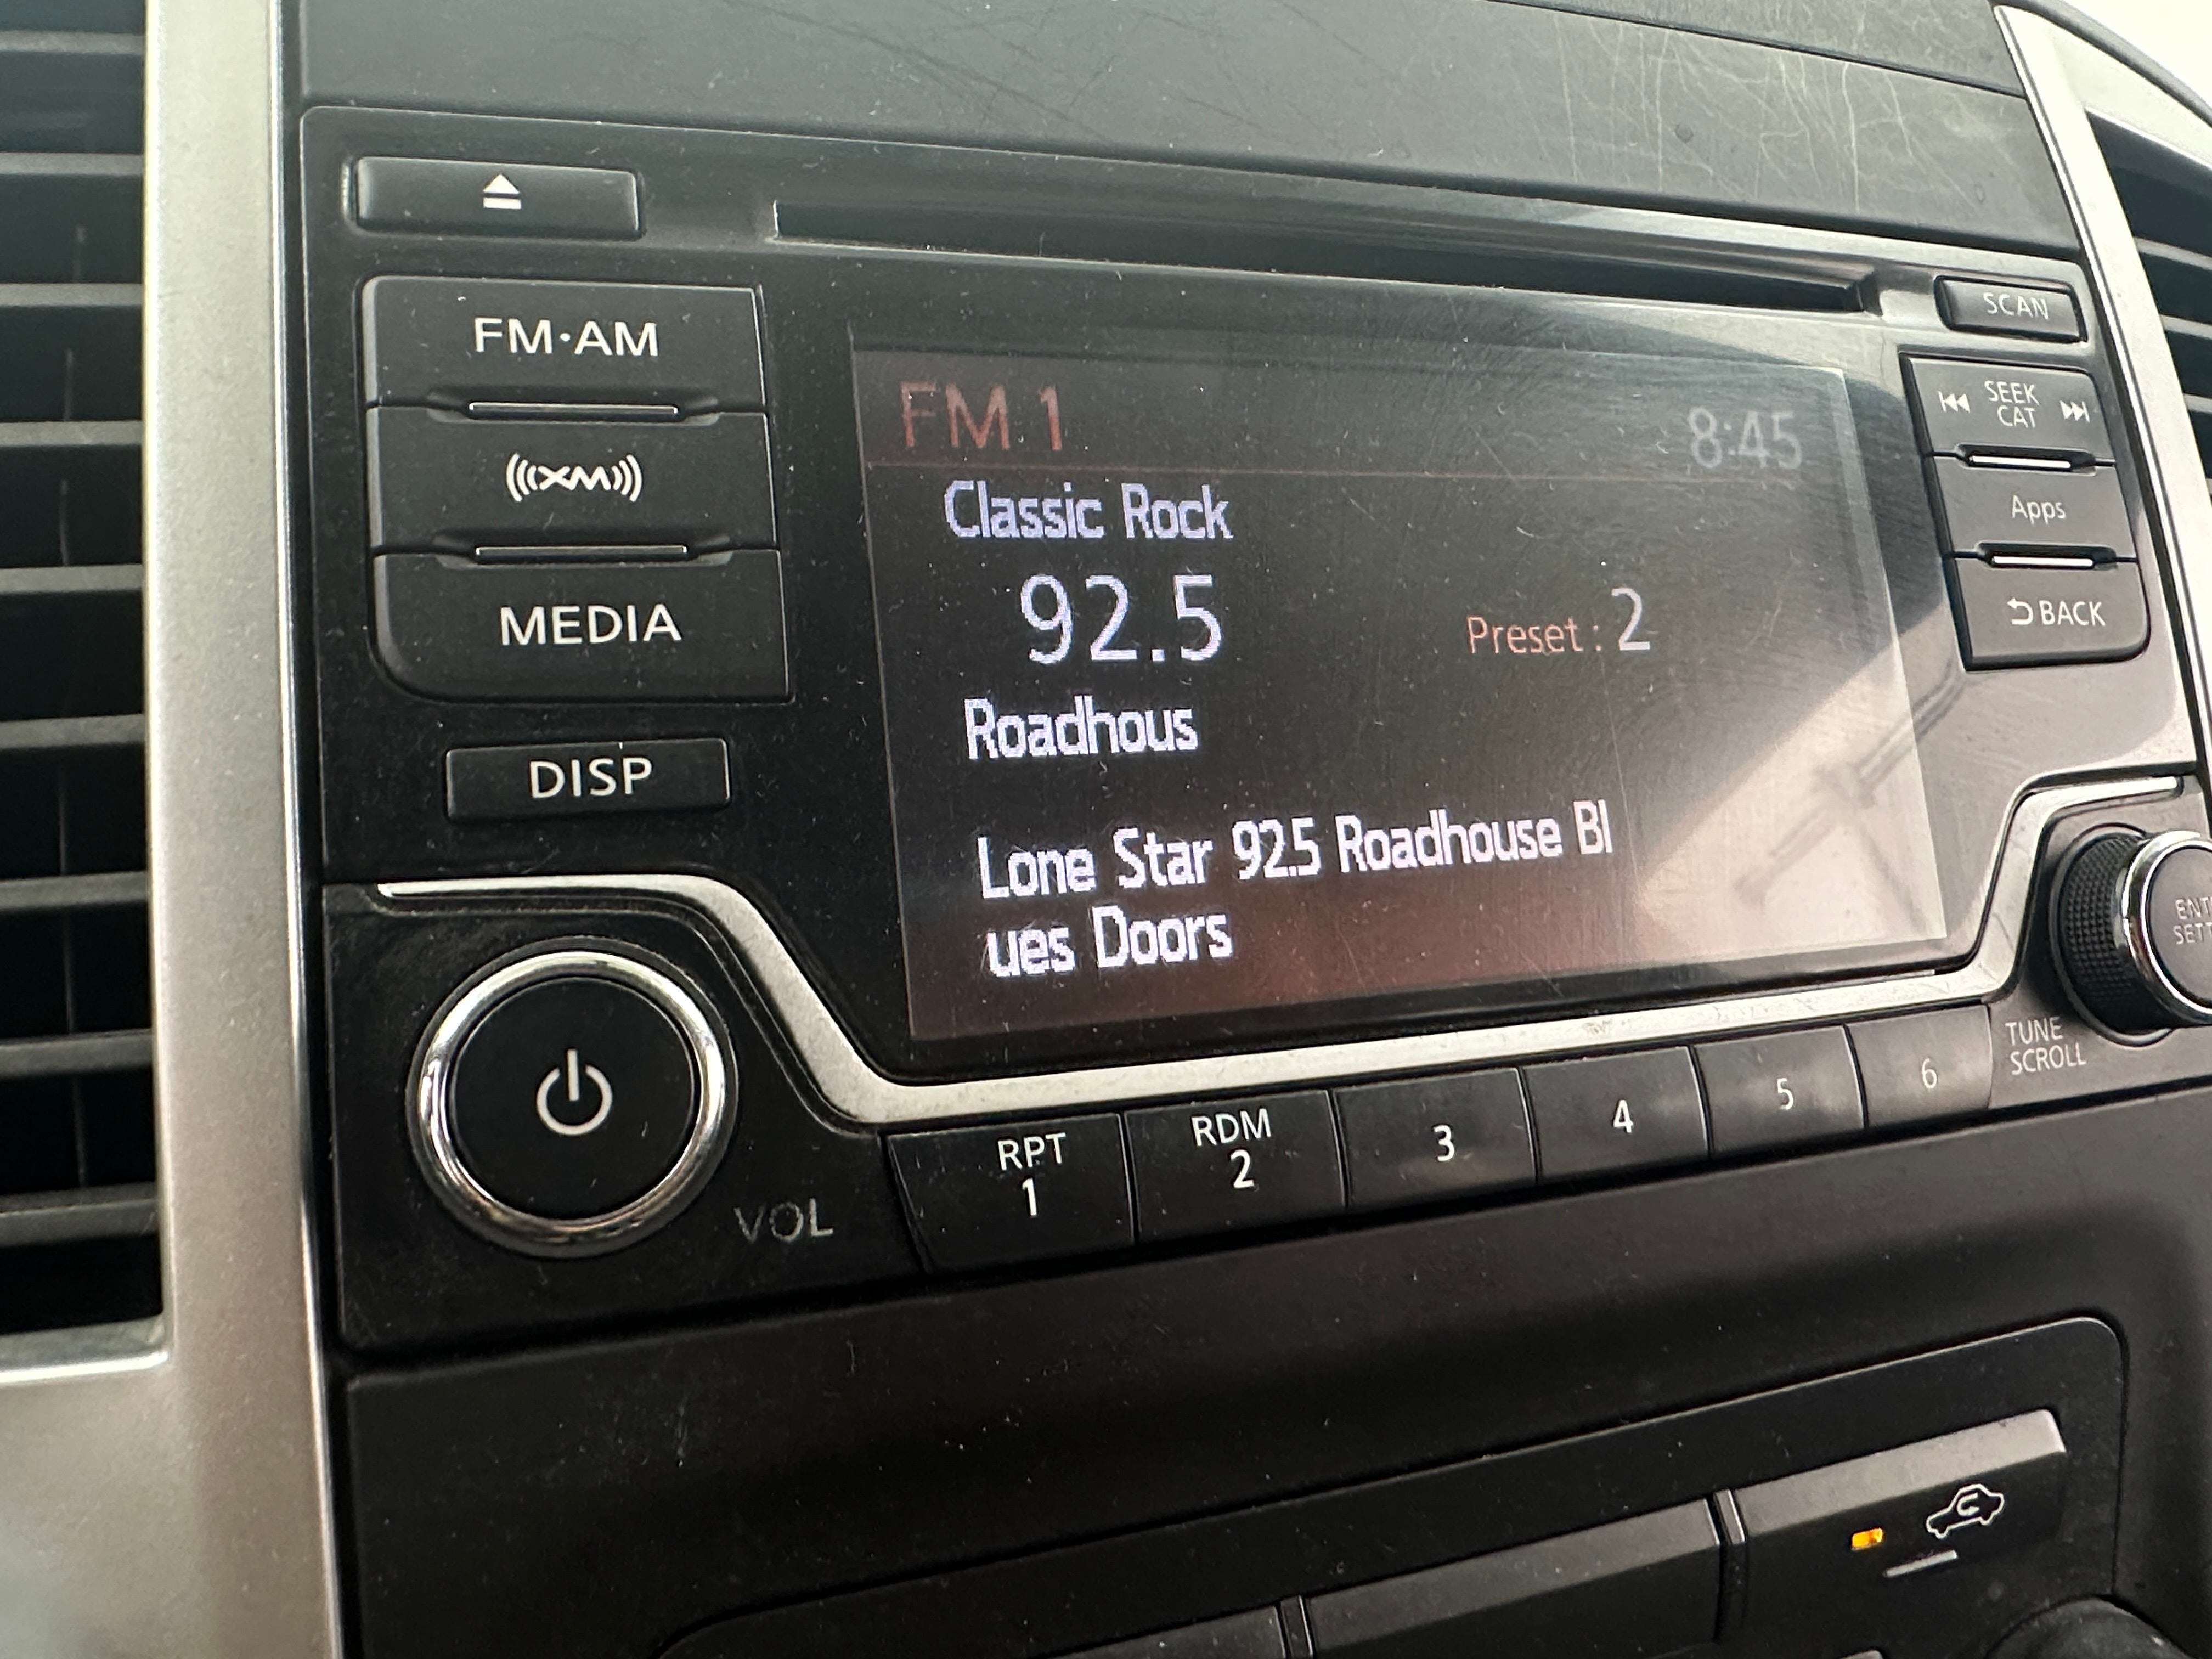 FM·AM
XM
MEDIA
DISP
VOL
FM 1
8:45
Classic Rock
92.5
Preset : 2
Roadhous
Lone Star 92.5 Roadhouse Bl
ues Doors
SCAN
SEEK
CAT
Apps
BACK
TUNE
SCROLL
RPT
1
RDM
2
3
4
5
6